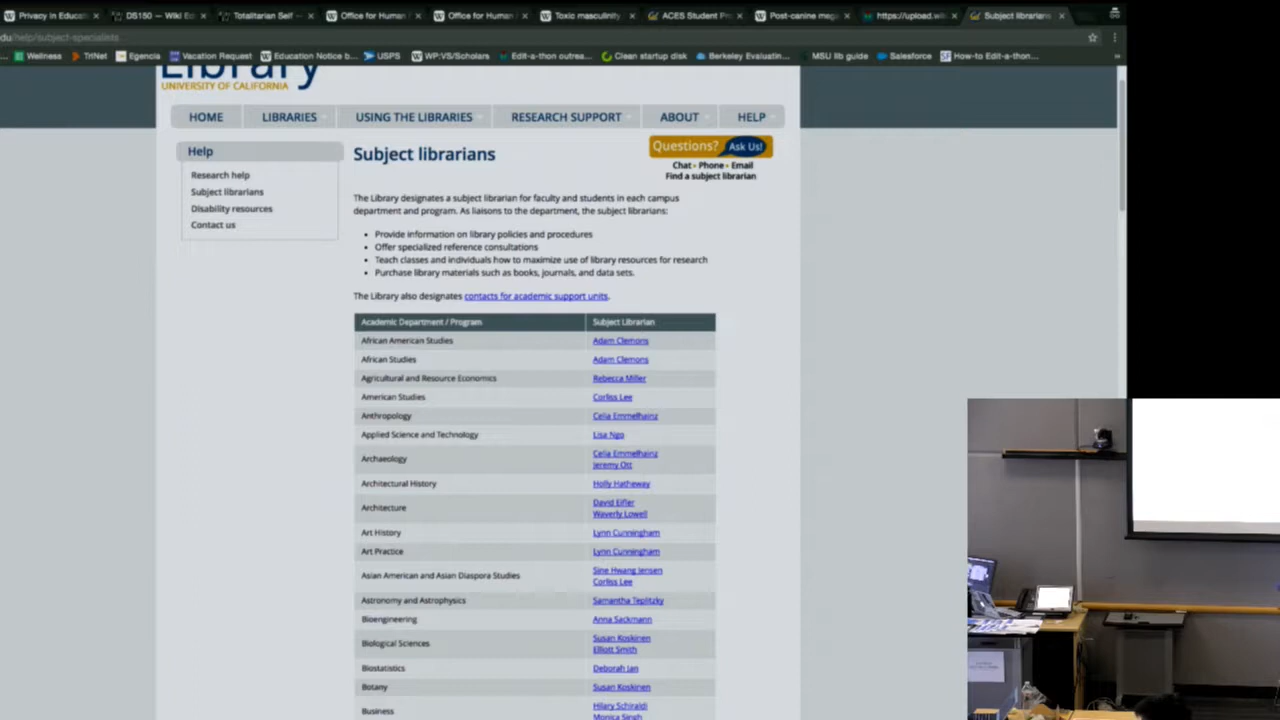 Privacy in Educat
DS150 — Wiki Ed
Totalitarian Self —
Office for Human
Office for Human
Toxic masculinity
ACES Student Pr
Post-canine meg
https://upload.wi
Subject librarians
du/help/subject-specialists
Wellness
TriNet
Egencia
Vacation Request
Education Notice b...
USPS
WP:VS/Scholars
Edit-a-thon outrea...
Clean startup disk
Berkeley Evaluatin...
MSU lib guide
Salesforce
How-to Edit-a-thon...
»
Library
UNIVERSITY OF CALIFORNIA
HOME
LIBRARIES
USING THE LIBRARIES
RESEARCH SUPPORT
ABOUT
HELP
Help
Research help
Subject librarians
Disability resources
Contact us
Subject librarians
Questions? Ask Us!
Chat • Phone • Email
Find a subject librarian
The Library designates a subject librarian for faculty and students in each campus
department and program. As liaisons to the department, the subject librarians:
• Provide information on library policies and procedures
• Offer specialized reference consultations
• Teach classes and individuals how to maximize use of library resources for research
• Purchase library materials such as books, journals, and data sets.
The Library also designates contacts for academic support units.
Academic Department / Program Subject Librarian
African American Studies Adam Clemons
African Studies Adam Clemons
Agricultural and Resource Economics Rebecca Miller
American Studies Corliss Lee
Anthropology Celia Emmelhainz
Applied Science and Technology Lisa Ngo
Archaeology Celia Emmelhainz
Jeremy Ott
Architectural History Holly Hatheway
Architecture David Eifler
Waverly Lowell
Art History Lynn Cunningham
Art Practice Lynn Cunningham
Asian American and Asian Diaspora Studies Sine Hwang Jensen
Corliss Lee
Astronomy and Astrophysics Samantha Teplitzky
Bioengineering Anna Sackmann
Biological Sciences Susan Koskinen
Elliott Smith
Biostatistics Deborah Jan
Botany Susan Koskinen
Business Hilary Schiraldi
Monica Singh